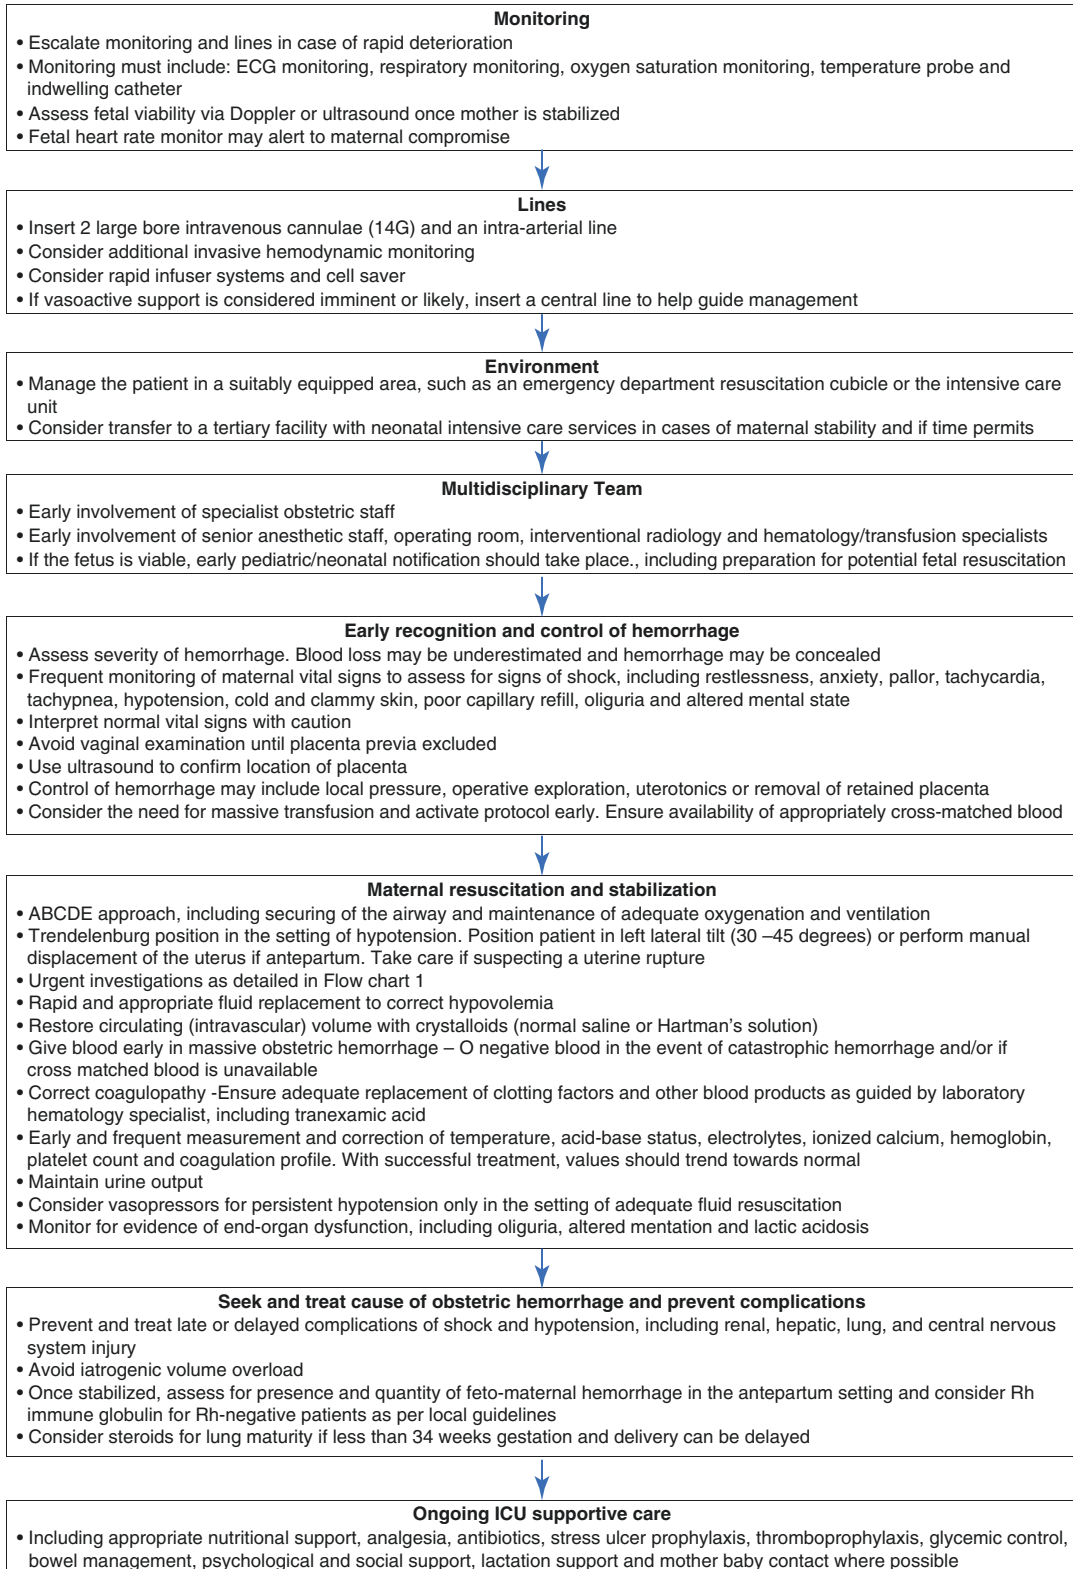 Monitoring
• Escalate monitoring and lines in case of rapid deterioration
• Monitoring must include: ECG monitoring, respiratory monitoring, oxygen saturation monitoring, temperature probe and
indwelling catheter
• Assess fetal viability via Doppler or ultrasound once mother is stabilized
• Fetal heart rate monitor may alert to maternal compromise
Lines
• Insert 2 large bore intravenous cannulae (14G) and an intra-arterial line
• Consider additional invasive hemodynamic monitoring
• Consider rapid infuser systems and cell saver
• If vasoactive support is considered imminent or likely, insert a central line to help guide management
Environment
• Manage the patient in a suitably equipped area, such as an emergency department resuscitation cubicle or the intensive care
unit
• Consider transfer to a tertiary facility with neonatal intensive care services in cases of maternal stability and if time permits
Multidisciplinary Team
• Early involvement of specialist obstetric staff
• Early involvement of senior anesthetic staff, operating room, interventional radiology and hematology/transfusion specialists
• If the fetus is viable, early pediatric/neonatal notification should take place., including preparation for potential fetal resuscitation
Early recognition and control of hemorrhage
• Assess severity of hemorrhage. Blood loss may be underestimated and hemorrhage may be concealed
• Frequent monitoring of maternal vital signs to assess for signs of shock, including restlessness, anxiety, pallor, tachycardia,
tachypnea, hypotension, cold and clammy skin, poor capillary refill, oliguria and altered mental state
• Interpret normal vital signs with caution
• Avoid vaginal examination until placenta previa excluded
• Use ultrasound to confirm location of placenta
• Control of hemorrhage may include local pressure, operative exploration, uterotonics or removal of retained placenta
• Consider the need for massive transfusion and activate protocol early. Ensure availability of appropriately cross-matched blood
Maternal resuscitation and stabilization
• ABCDE approach, including securing of the airway and maintenance of adequate oxygenation and ventilation
• Trendelenburg position in the setting of hypotension. Position patient in left lateral tilt (30 –45 degrees) or perform manual
displacement of the uterus if antepartum. Take care if suspecting a uterine rupture
• Urgent investigations as detailed in Flow chart 1
• Rapid and appropriate fluid replacement to correct hypovolemia
• Restore circulating (intravascular) volume with crystalloids (normal saline or Hartman's solution)
• Give blood early in massive obstetric hemorrhage – O negative blood in the event of catastrophic hemorrhage and/or if
cross matched blood is unavailable
• Correct coagulopathy -Ensure adequate replacement of clotting factors and other blood products as guided by laboratory
hematology specialist, including tranexamic acid
• Early and frequent measurement and correction of temperature, acid-base status, electrolytes, ionized calcium, hemoglobin,
platelet count and coagulation profile. With successful treatment, values should trend towards normal
• Maintain urine output
• Consider vasopressors for persistent hypotension only in the setting of adequate fluid resuscitation
• Monitor for evidence of end-organ dysfunction, including oliguria, altered mentation and lactic acidosis
Seek and treat cause of obstetric hemorrhage and prevent complications
• Prevent and treat late or delayed complications of shock and hypotension, including renal, hepatic, lung, and central nervous
system injury
• Avoid iatrogenic volume overload
• Once stabilized, assess for presence and quantity of feto-maternal hemorrhage in the antepartum setting and consider Rh
immune globulin for Rh-negative patients as per local guidelines
• Consider steroids for lung maturity if less than 34 weeks gestation and delivery can be delayed
Ongoing ICU supportive care
• Including appropriate nutritional support, analgesia, antibiotics, stress ulcer prophylaxis, thromboprophylaxis, glycemic control,
bowel management, psychological and social support, lactation support and mother baby contact where possible